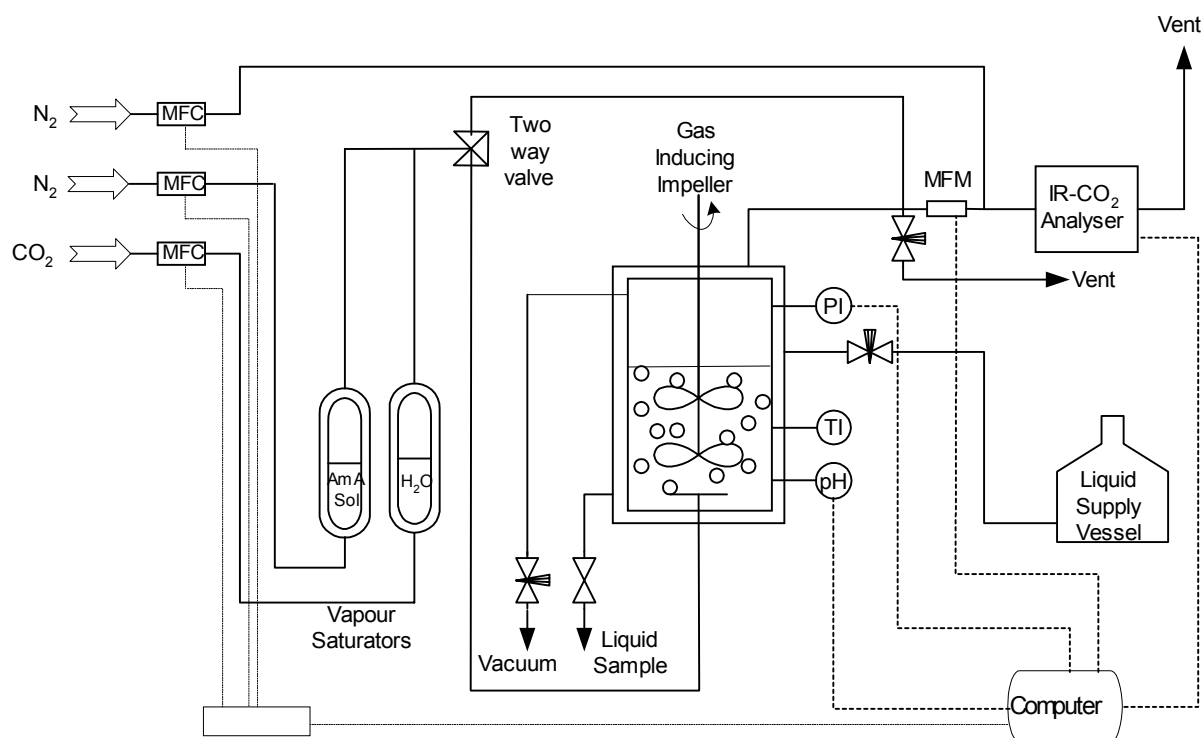 Vent
N₂
MFC
Two
way
valve
Gas
Inducing
Impeller
N₂
MFC
MFM
IR-CO₂
Analyser
CO₂
MFC
Vent
PI
TI
AmA
Sol
H₂O
pH
Liquid
Supply
Vessel
Vapour
Saturators
Vacuum
Liquid
Sample
Computer